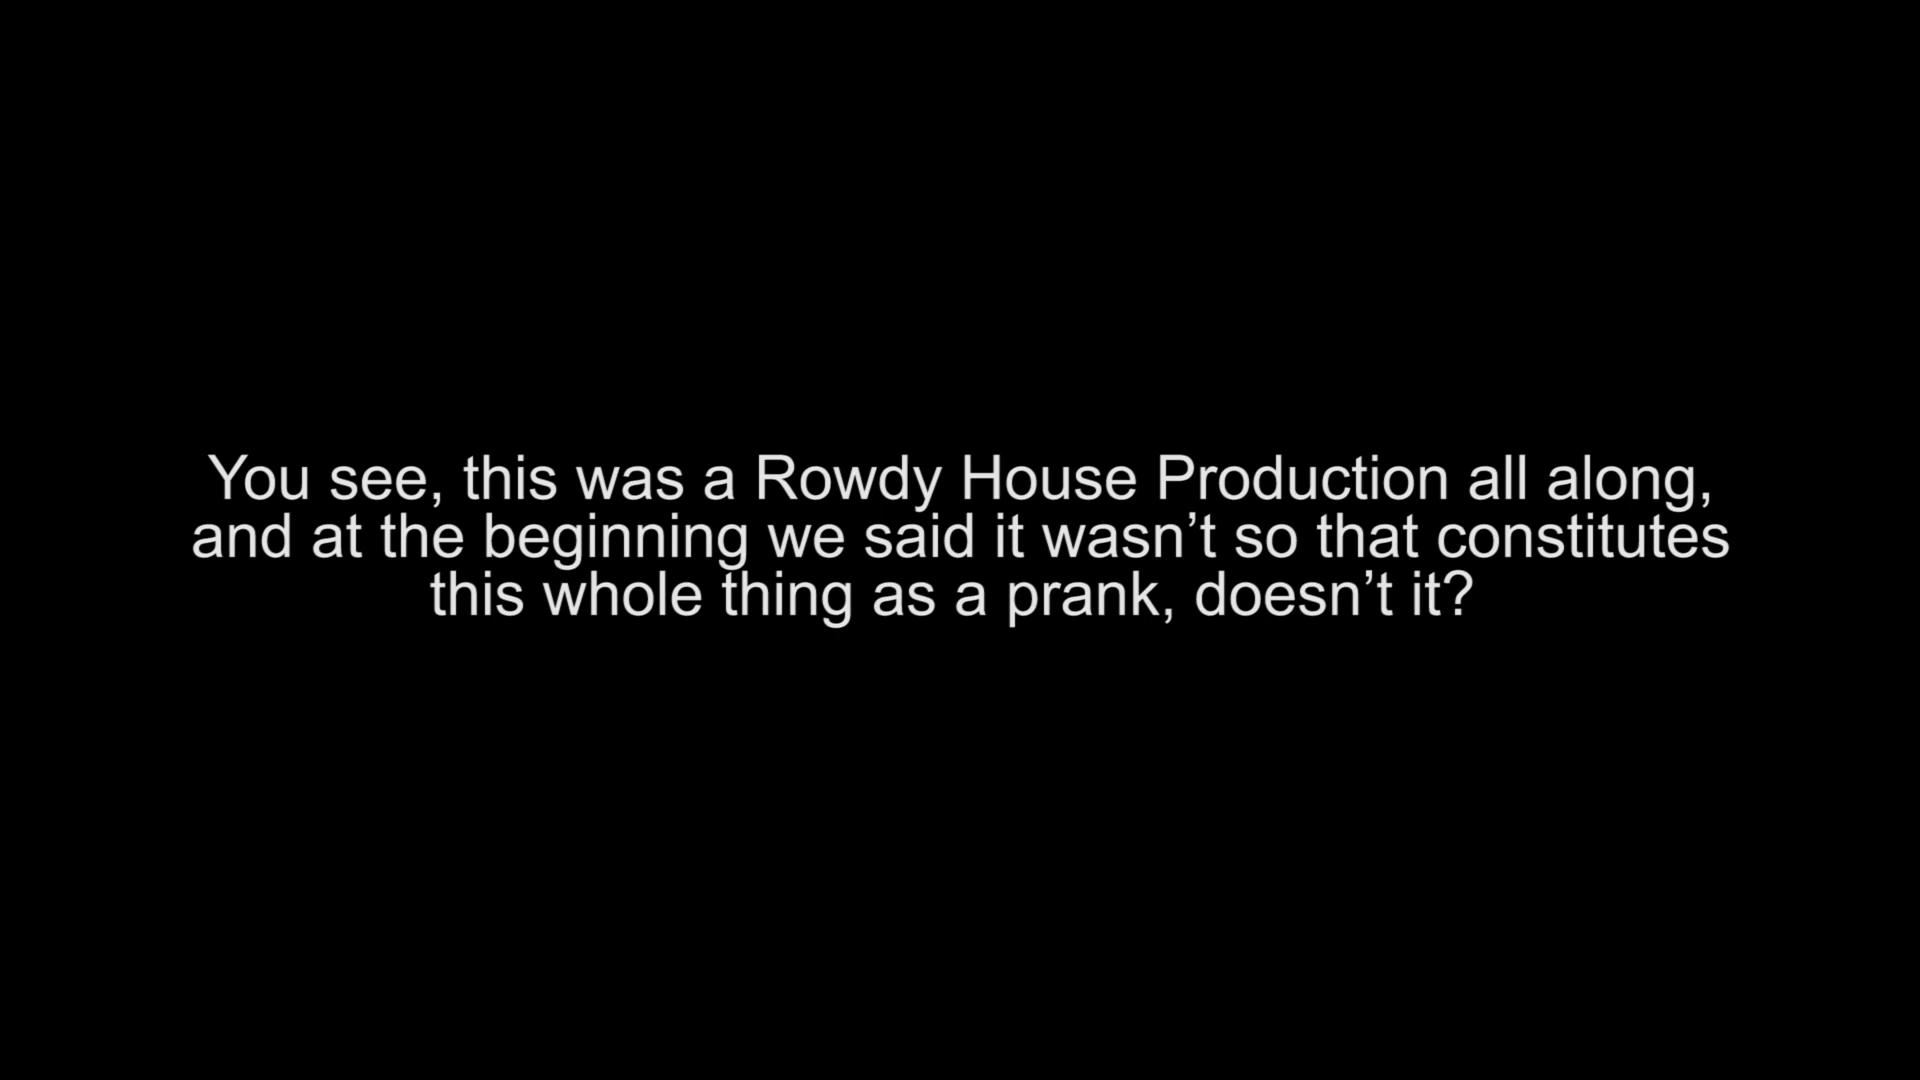 You see, this was a Rowdy House Production all along,
and at the beginning we said it wasn’t so that constitutes
this whole thing as a prank, doesn’t it?